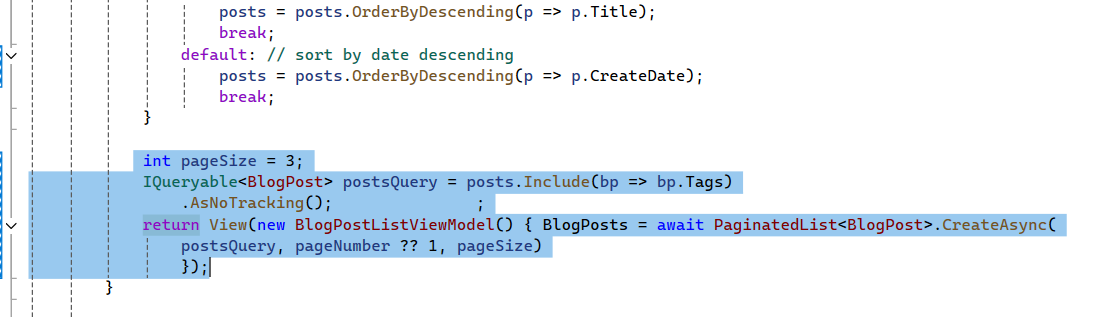 posts = posts.OrderByDescending(p => p.Title);
break;
default: // sort by date descending
posts = posts.OrderByDescending(p => p.CreateDate);
break;
}
int pageSize = 3;
IQueryable<BlogPost> postsQuery = posts.Include(bp => bp.Tags)
.AsNoTracking();                ;
return View(new BlogPostListViewModel() { BlogPosts = await PaginatedList<BlogPost>.CreateAsync(
postsQuery, pageNumber ?? 1, pageSize)
});
}